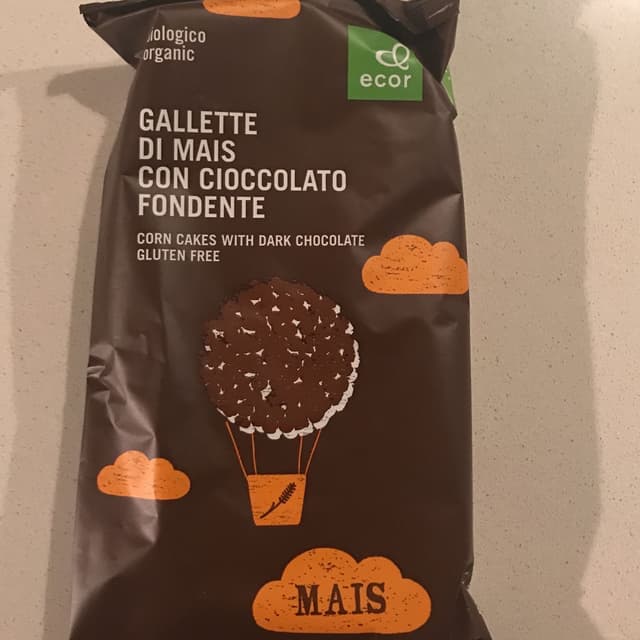 biologico
organic
ecor
GALLETTE
DI MAIS
CON CIOCCOLATO
FONDENTE
CORN CAKES WITH DARK CHOCOLATE
GLUTEN FREE
MAIS